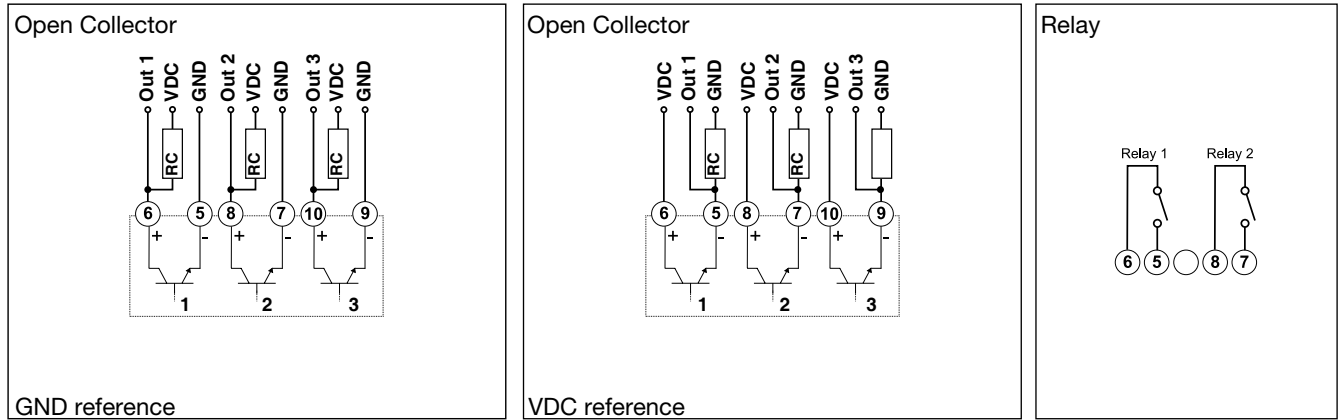 Open Collector
Out 1 VDC GND Out 2 VDC GND Out 3 VDC GND
RC RC RC
6 5 8 7 10 9
+ - + - + -
1 2 3
GND reference
Open Collector
VDC Out 1 GND VDC Out 2 GND VDC Out 3 GND
RC RC
6 5 8 7 10 9
+ - + - + -
1 2 3
VDC reference
Relay
Relay 1 Relay 2
6 5 8 7